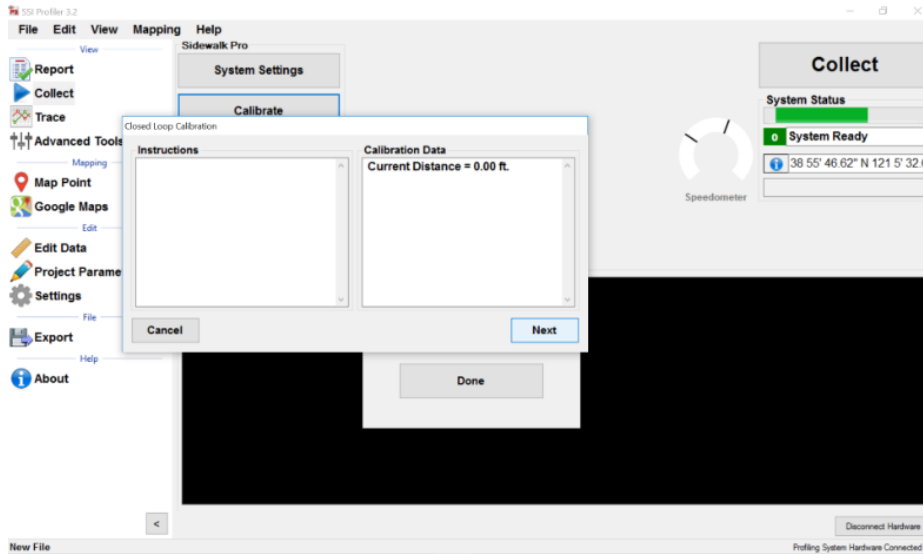 SSI Profiler 3.2
File Edit View Mapping Help
View
Report
Collect
Trace
Advanced Tools
Mapping
Map Point
Google Maps
Edit
Edit Data
Project Parame
Settings
File
Export
Help
About
<
New File
Sidewalk Pro
System Settings
Calibrate
Closed Loop Calibration
Instructions
Calibration Data
Current Distance = 0.00 ft.
Cancel
Next
Done
Speedometer
Collect
System Status
0 System Ready
38 55' 46.62" N 121 5' 32.
Disconnect Hardware
Profiling System Hardware Connected